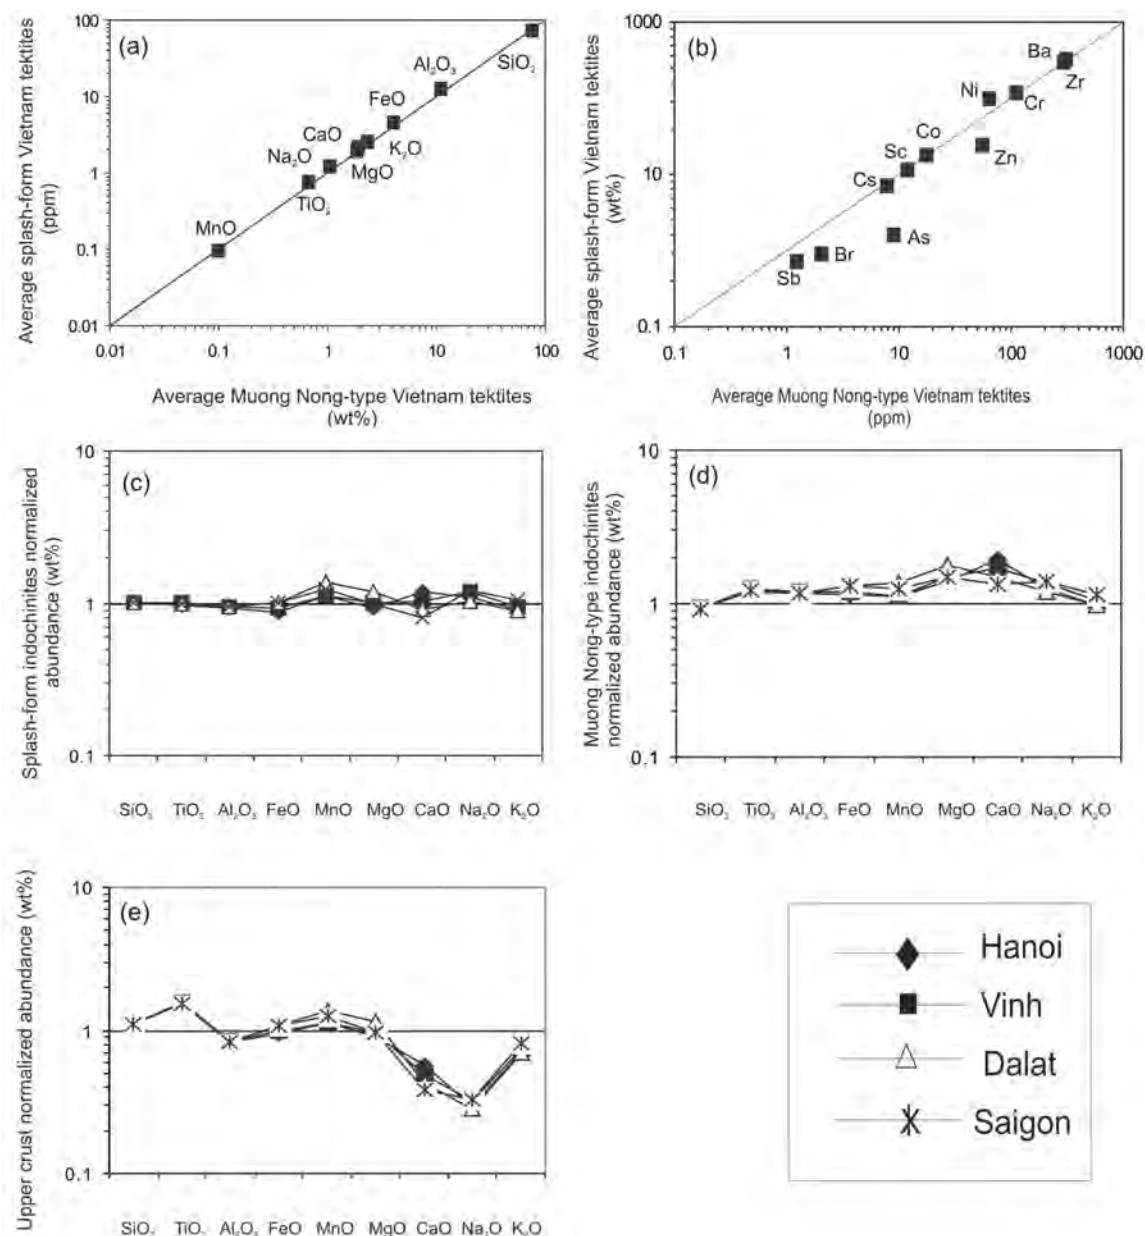 (a)
Average splash-form Vietnam tektites
(ppm)
100
10
1
0.1
0.01
SiO₂
Al₂O₃
FeO
CaO
K₂O
Na₂O
MgO
TiO₂
MnO
0.01 0.1 1 10 100
Average Muong Nong-type Vietnam tektites
(wt%)
(b)
Average splash-form Vietnam tektites
(wt%)
1000
10
0.1
Ba
Zr
Ni
Cr
Co
Zn
Sc
Cs
As
Br
Sb
0.1 1 10 100 1000
Average Muong Nong-type Vietnam tektites
(ppm)
(c)
Splash-form indochinites normalized
abundance (wt%)
10
1
0.1
SiO₂ TiO₂ Al₂O₃ FeO MnO MgO CaO Na₂O K₂O
(d)
Muong Nong-type indochinites
normalized abundance (wt%)
10
1
0.1
SiO₂ TiO₂ Al₂O₃ FeO MnO MgO CaO Na₂O K₂O
(e)
Upper crust normalized abundance (wt%)
10
1
0.1
SiO₂ TiO₂ Al₂O₃ FeO MnO MgO CaO Na₂O K₂O
Hanoi
Vinh
Dalat
Saigon